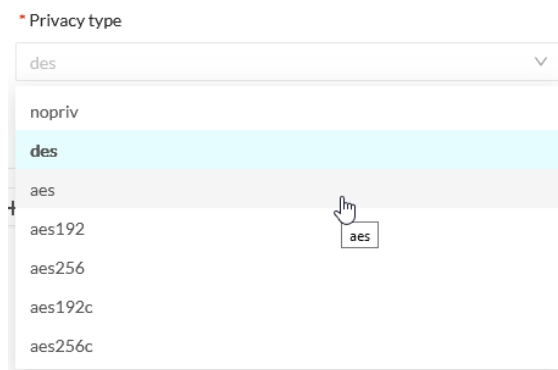 * Privacy type
des
nopriv
des
aes
aes
aes192
aes256
aes192c
aes256c